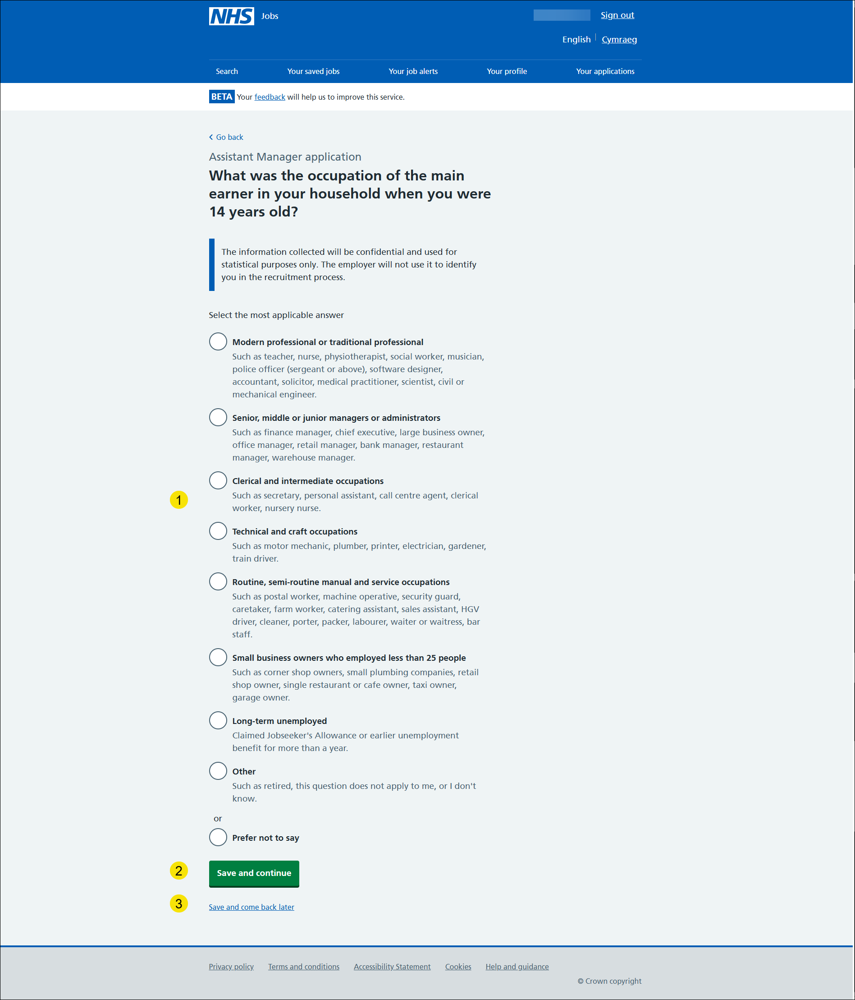 NHS Jobs
Sign out
English Cymraeg
Search Your saved jobs Your job alerts Your profile Your applications
BETA Your feedback will help us to improve this service.
Go back
Assistant Manager application
What was the occupation of the main
earner in your household when you were
14 years old?
The information collected will be confidential and used for
statistical purposes only. The employer will not use it to identify
you in the recruitment process.
Select the most applicable answer
Modern professional or traditional professional
Such as teacher, nurse, physiotherapist, social worker, musician,
police officer (sergeant or above), software designer,
accountant, solicitor, medical practitioner, scientist, civil or
mechanical engineer.
Senior, middle or junior managers or administrators
Such as finance manager, chief executive, large business owner,
office manager, retail manager, bank manager, restaurant
manager, warehouse manager.
Clerical and intermediate occupations
1
Such as secretary, personal assistant, call centre agent, clerical
worker, nursery nurse.
Technical and craft occupations
Such as motor mechanic, plumber, printer, electrician, gardener,
train driver.
Routine, semi-routine manual and service occupations
Such as postal worker, machine operative, security guard,
caretaker, farm worker, catering assistant, sales assistant, HGV
driver, cleaner, porter, packer, labourer, waiter or waitress, bar
staff.
Small business owners who employed less than 25 people
Such as corner shop owners, small plumbing companies, retail
shop owner, single restaurant or cafe owner, taxi owner,
garage owner.
Long-term unemployed
Claimed Jobseeker's Allowance or earlier unemployment
benefit for more than a year.
Other
Such as retired, this question does not apply to me, or I don't
know.
or
Prefer not to say
2 Save and continue
3 Save and come back later
Privacy policy Terms and conditions Accessibility Statement Cookies Help and guidance
© Crown copyright